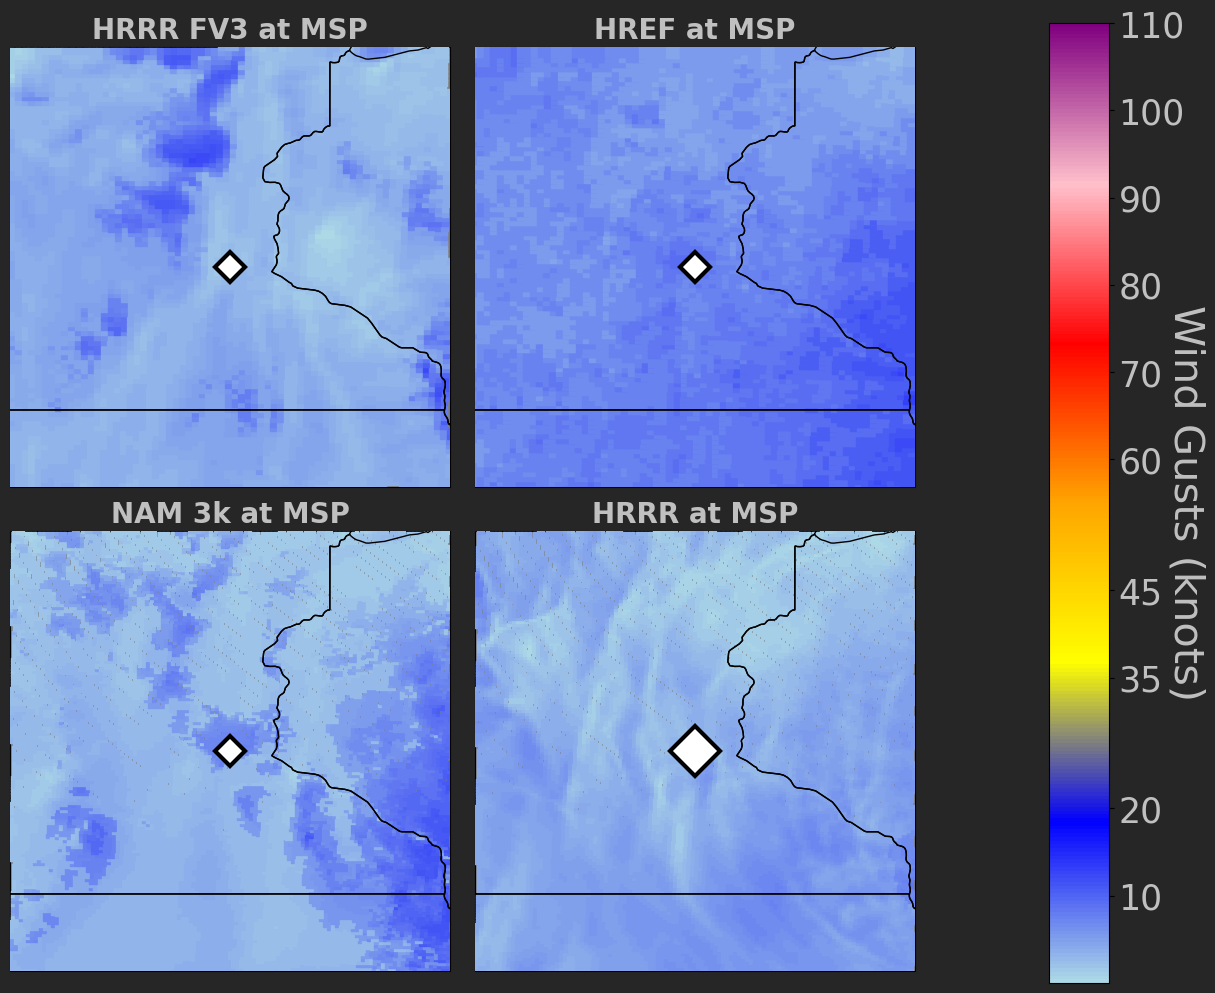 HRRR FV3 at MSP
HREF at MSP
NAM 3k at MSP
HRRR at MSP
110
100
90
80
70
60
45
35
20
10
Wind Gusts (knots)